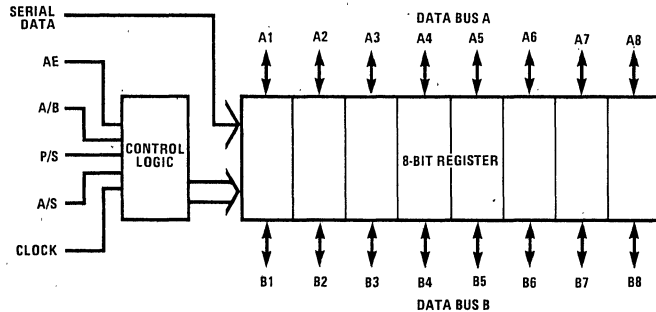 SERIAL DATA
AE
A/B
P/S
A/S
CLOCK
CONTROL LOGIC
DATA BUS A
A1 A2 A3 A4 A5 A6 A7 A8
8-BIT REGISTER
B1 B2 B3 B4 B5 B6 B7 B8
DATA BUS B